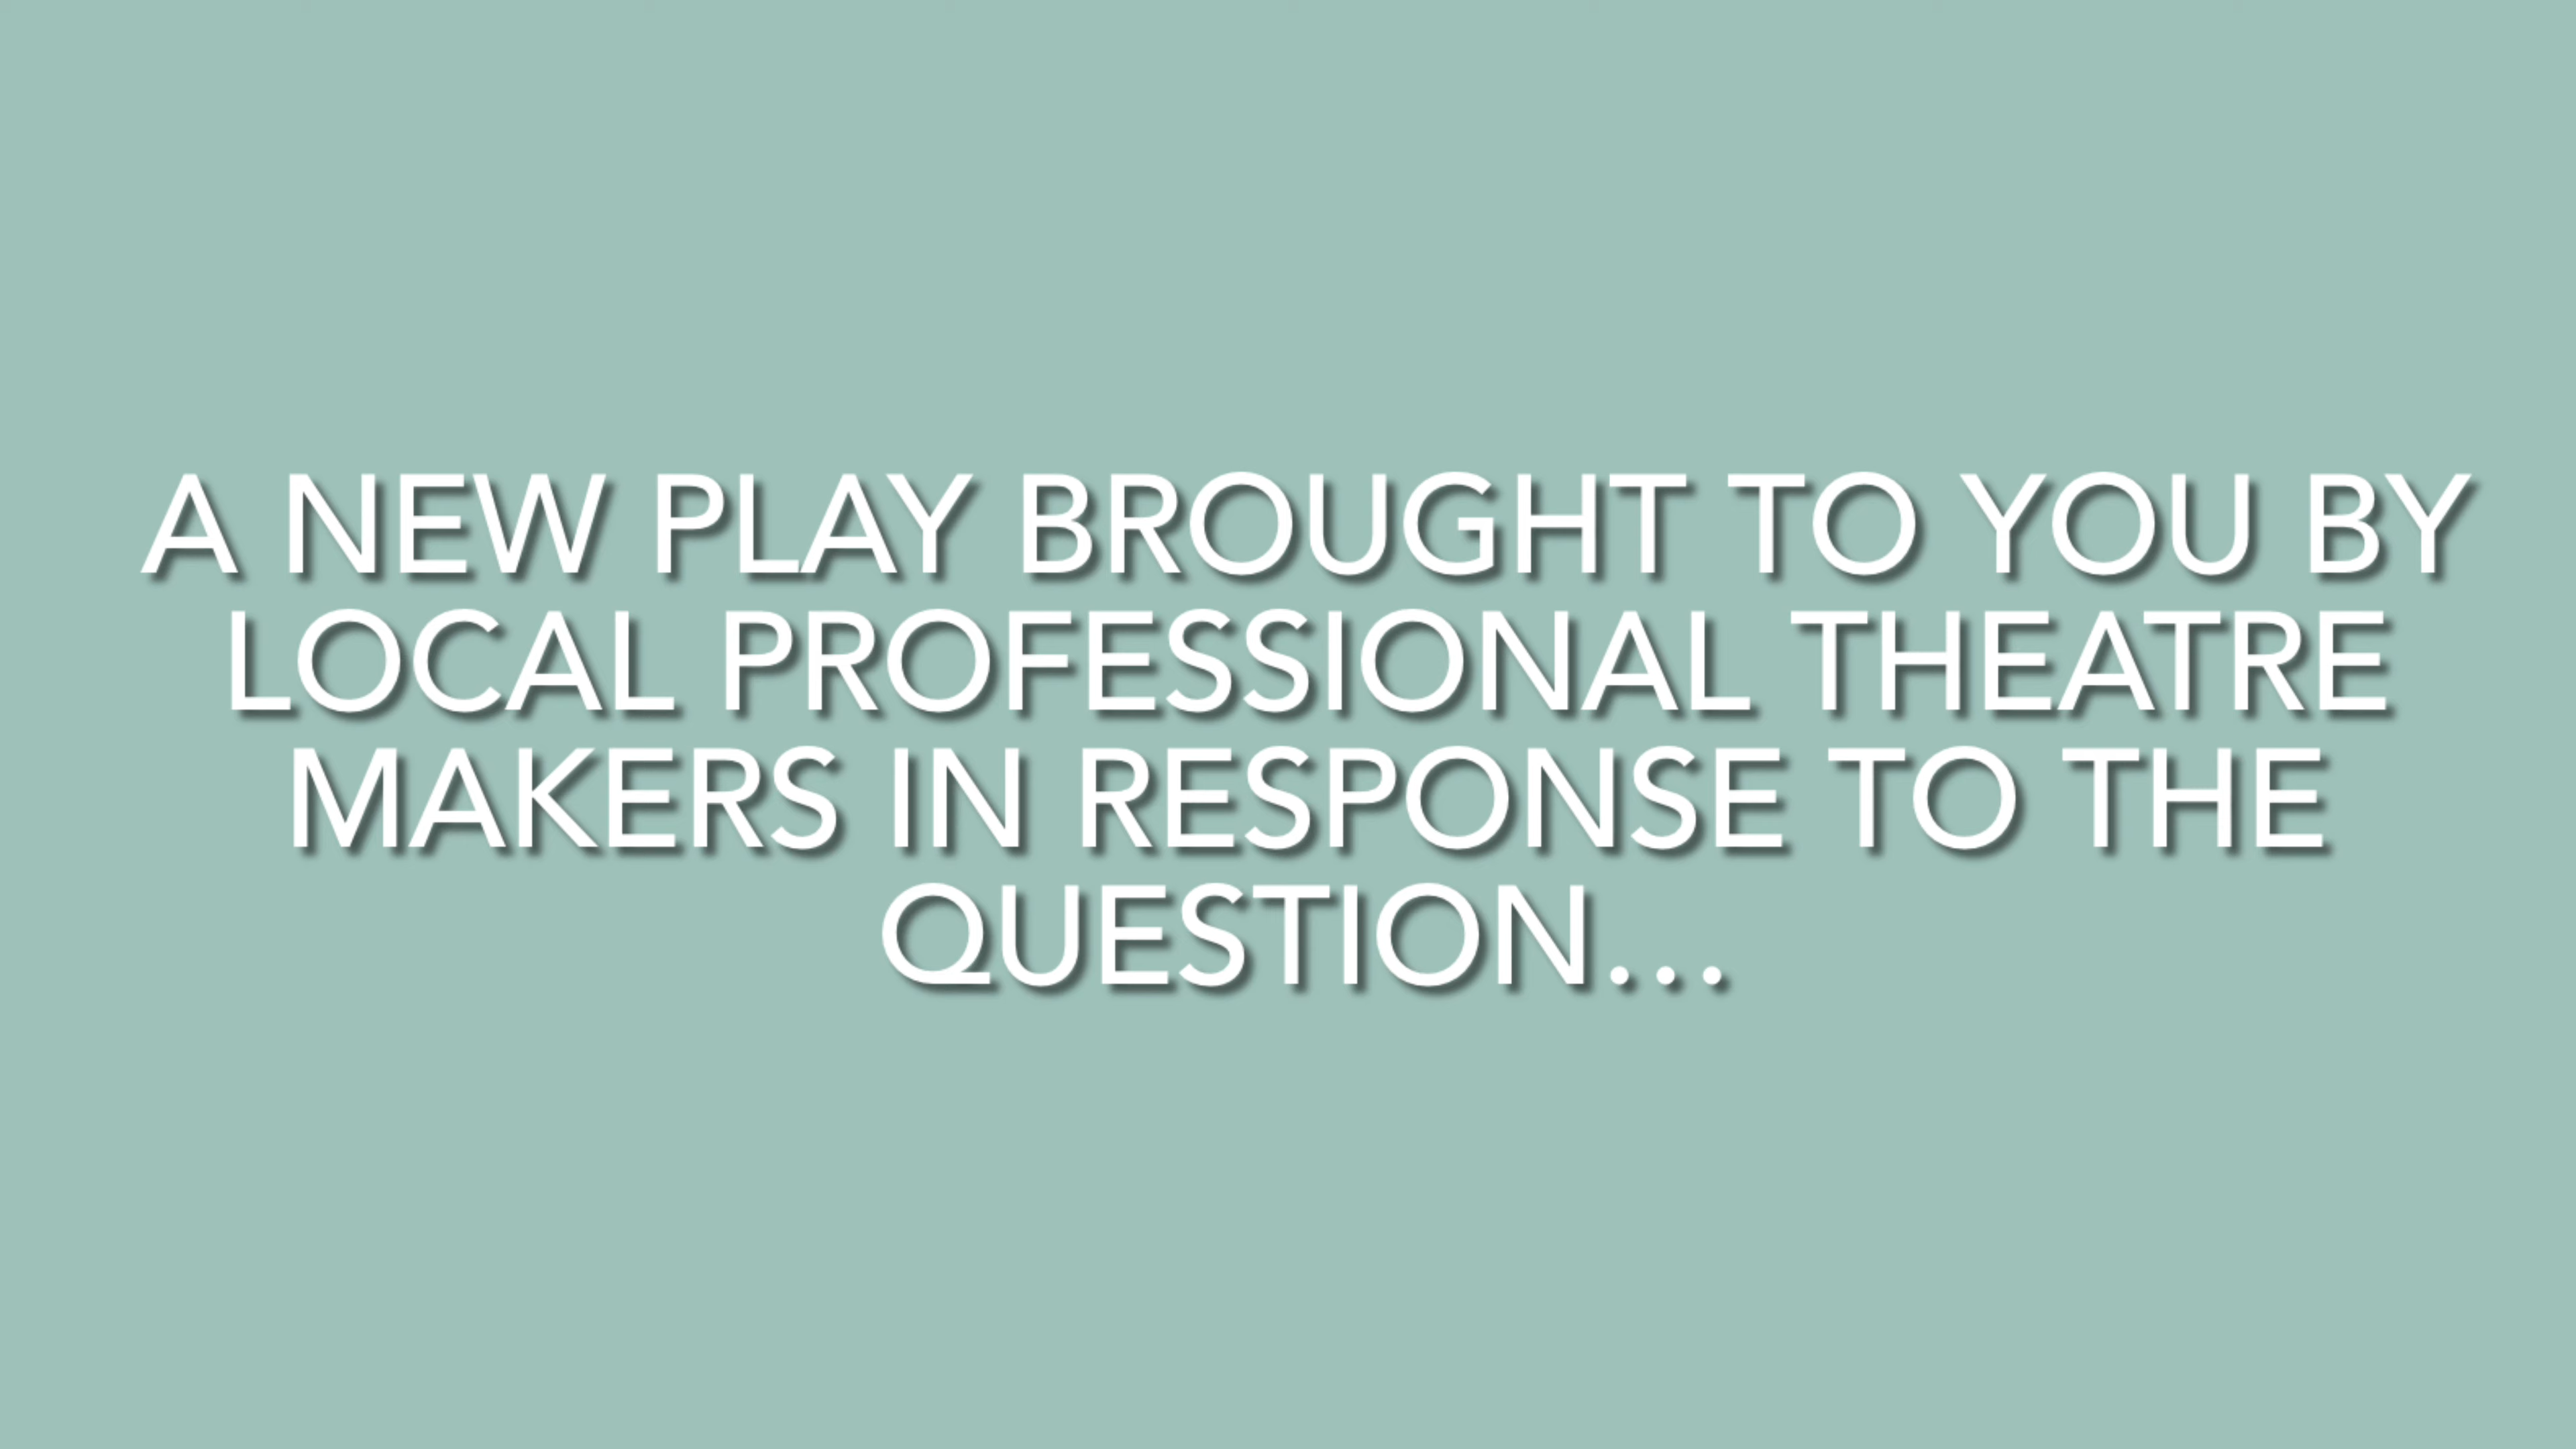 A NEW PLAY BROUGHT TO YOU BY
LOCAL PROFESSIONAL THEATRE
MAKERS IN RESPONSE TO THE
QUESTION...